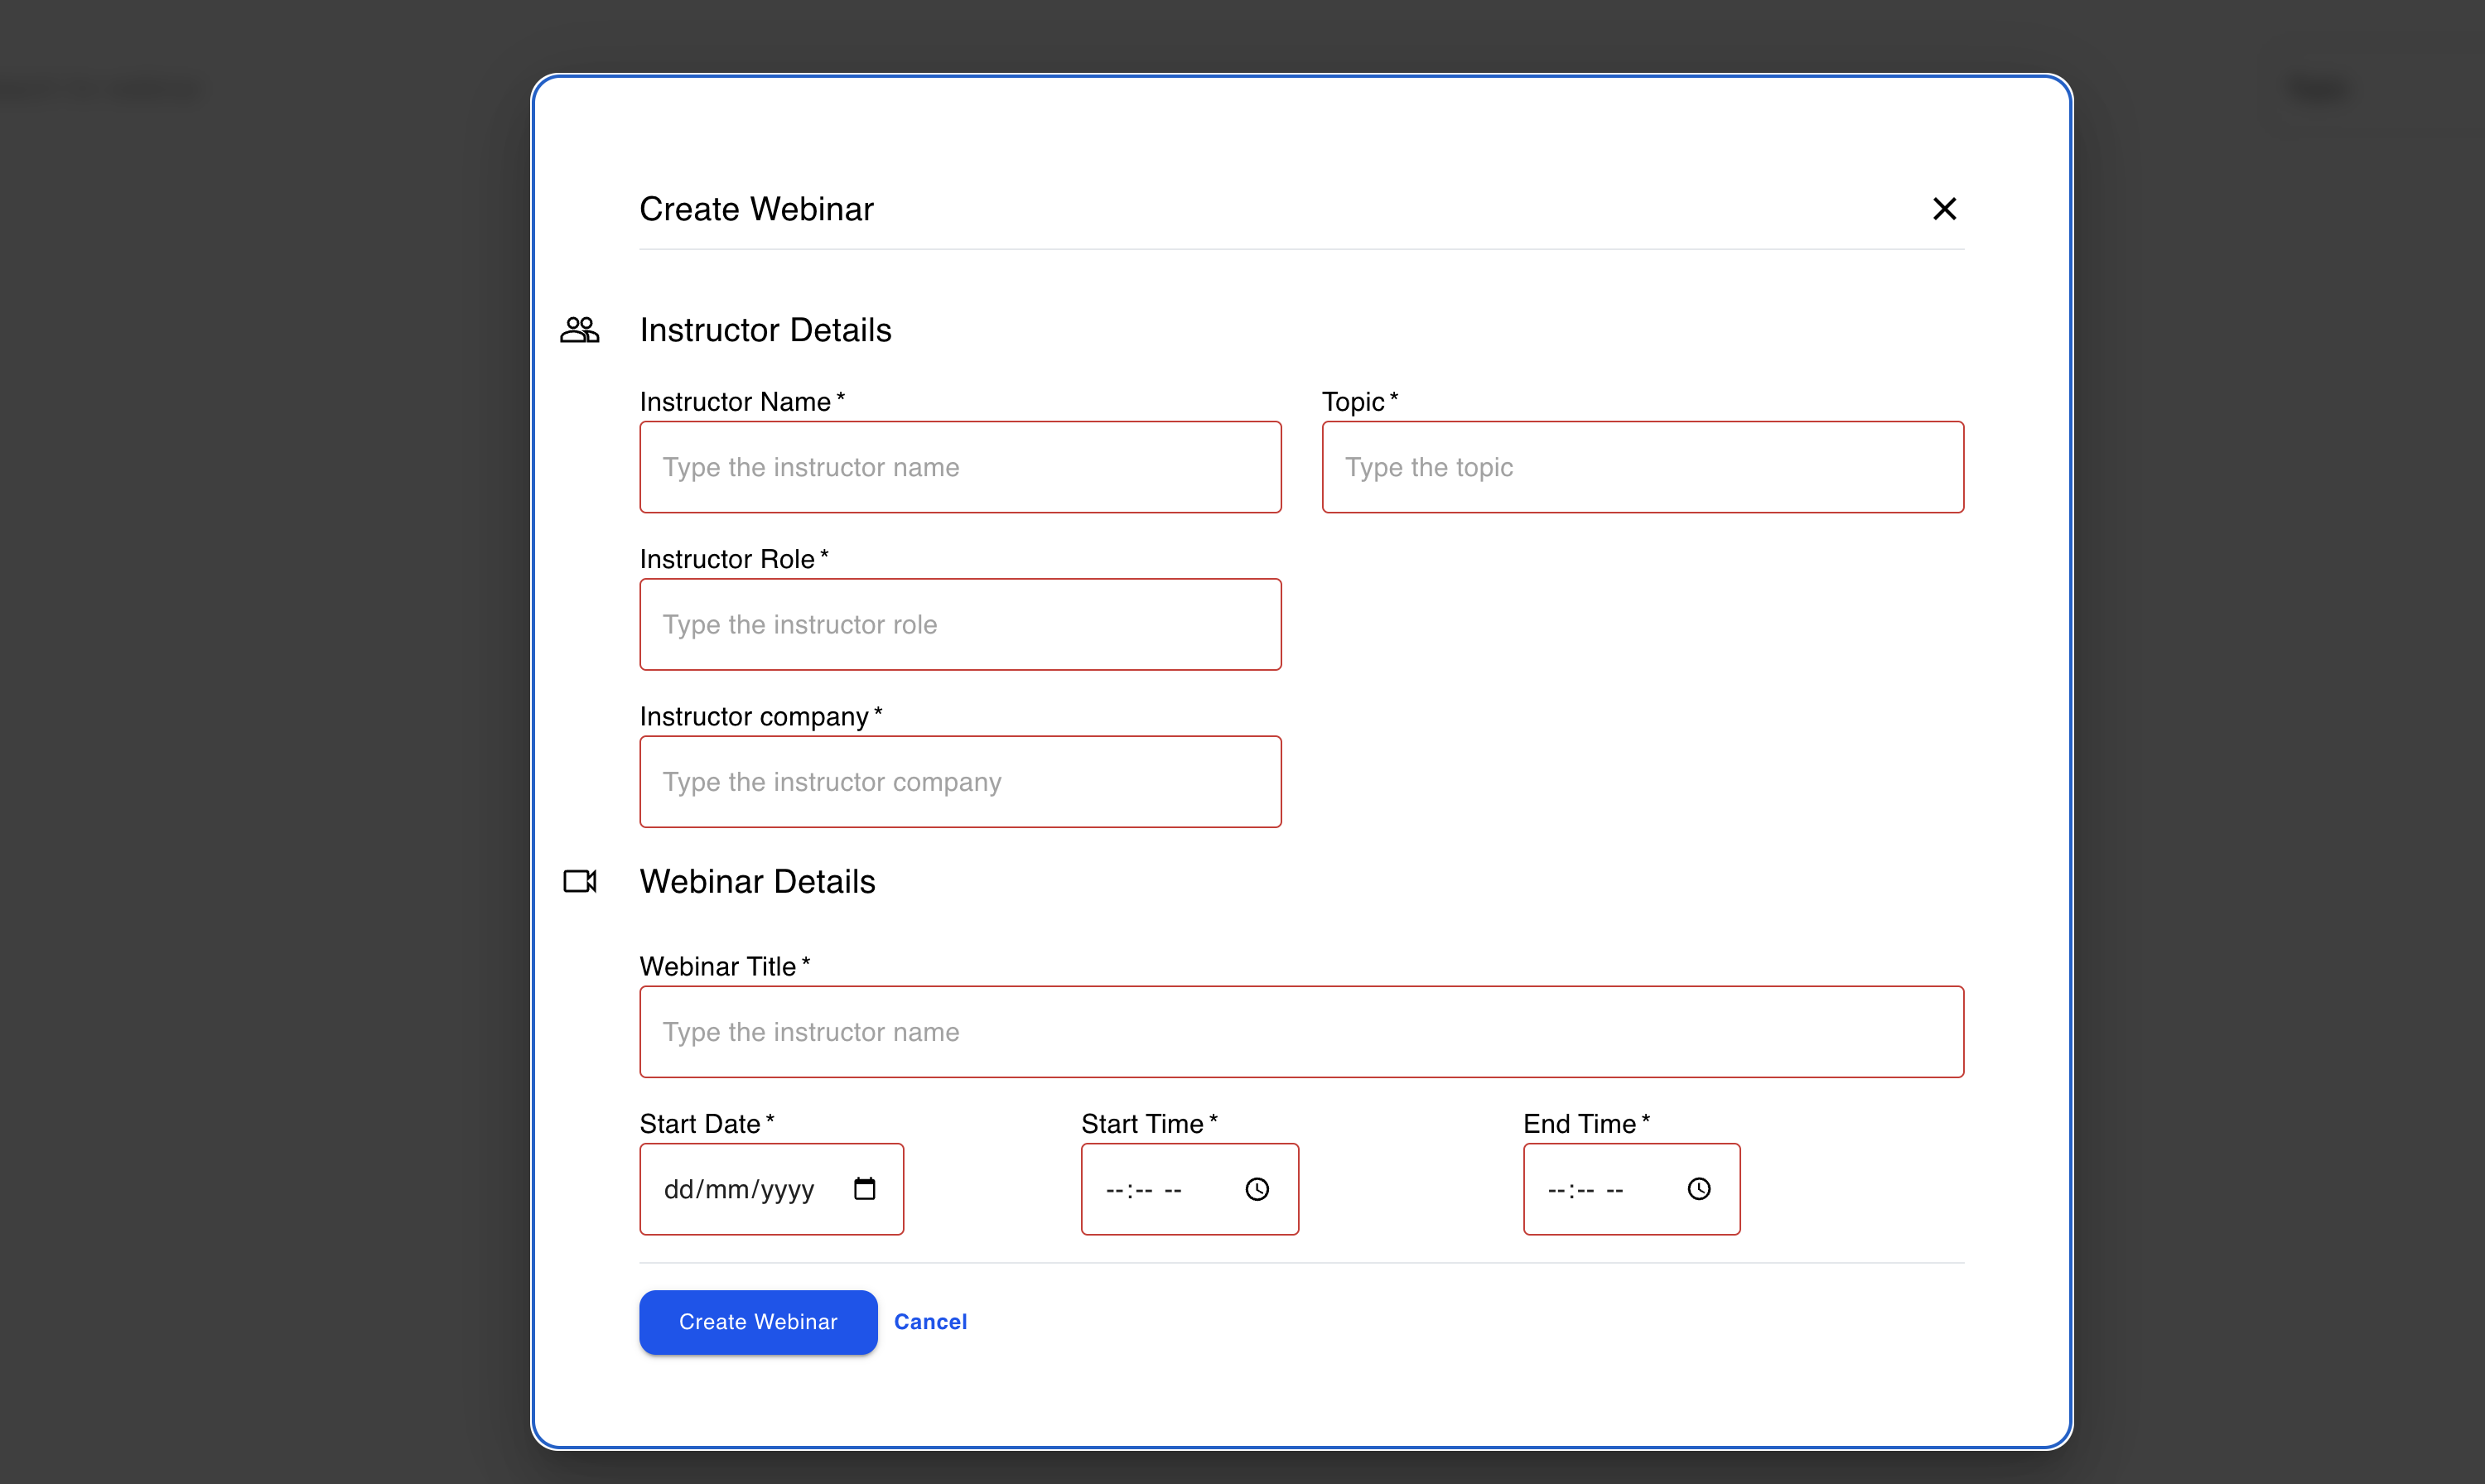 Create Webinar
Instructor Details
Instructor Name *
Topic *
Type the instructor name
Type the topic
Instructor Role *
Type the instructor role
Instructor company *
Type the instructor company
Webinar Details
Webinar Title *
Type the instructor name
Start Date *
Start Time *
End Time *
dd/mm/yyyy
--:-- --
--:-- --
Create Webinar
Cancel